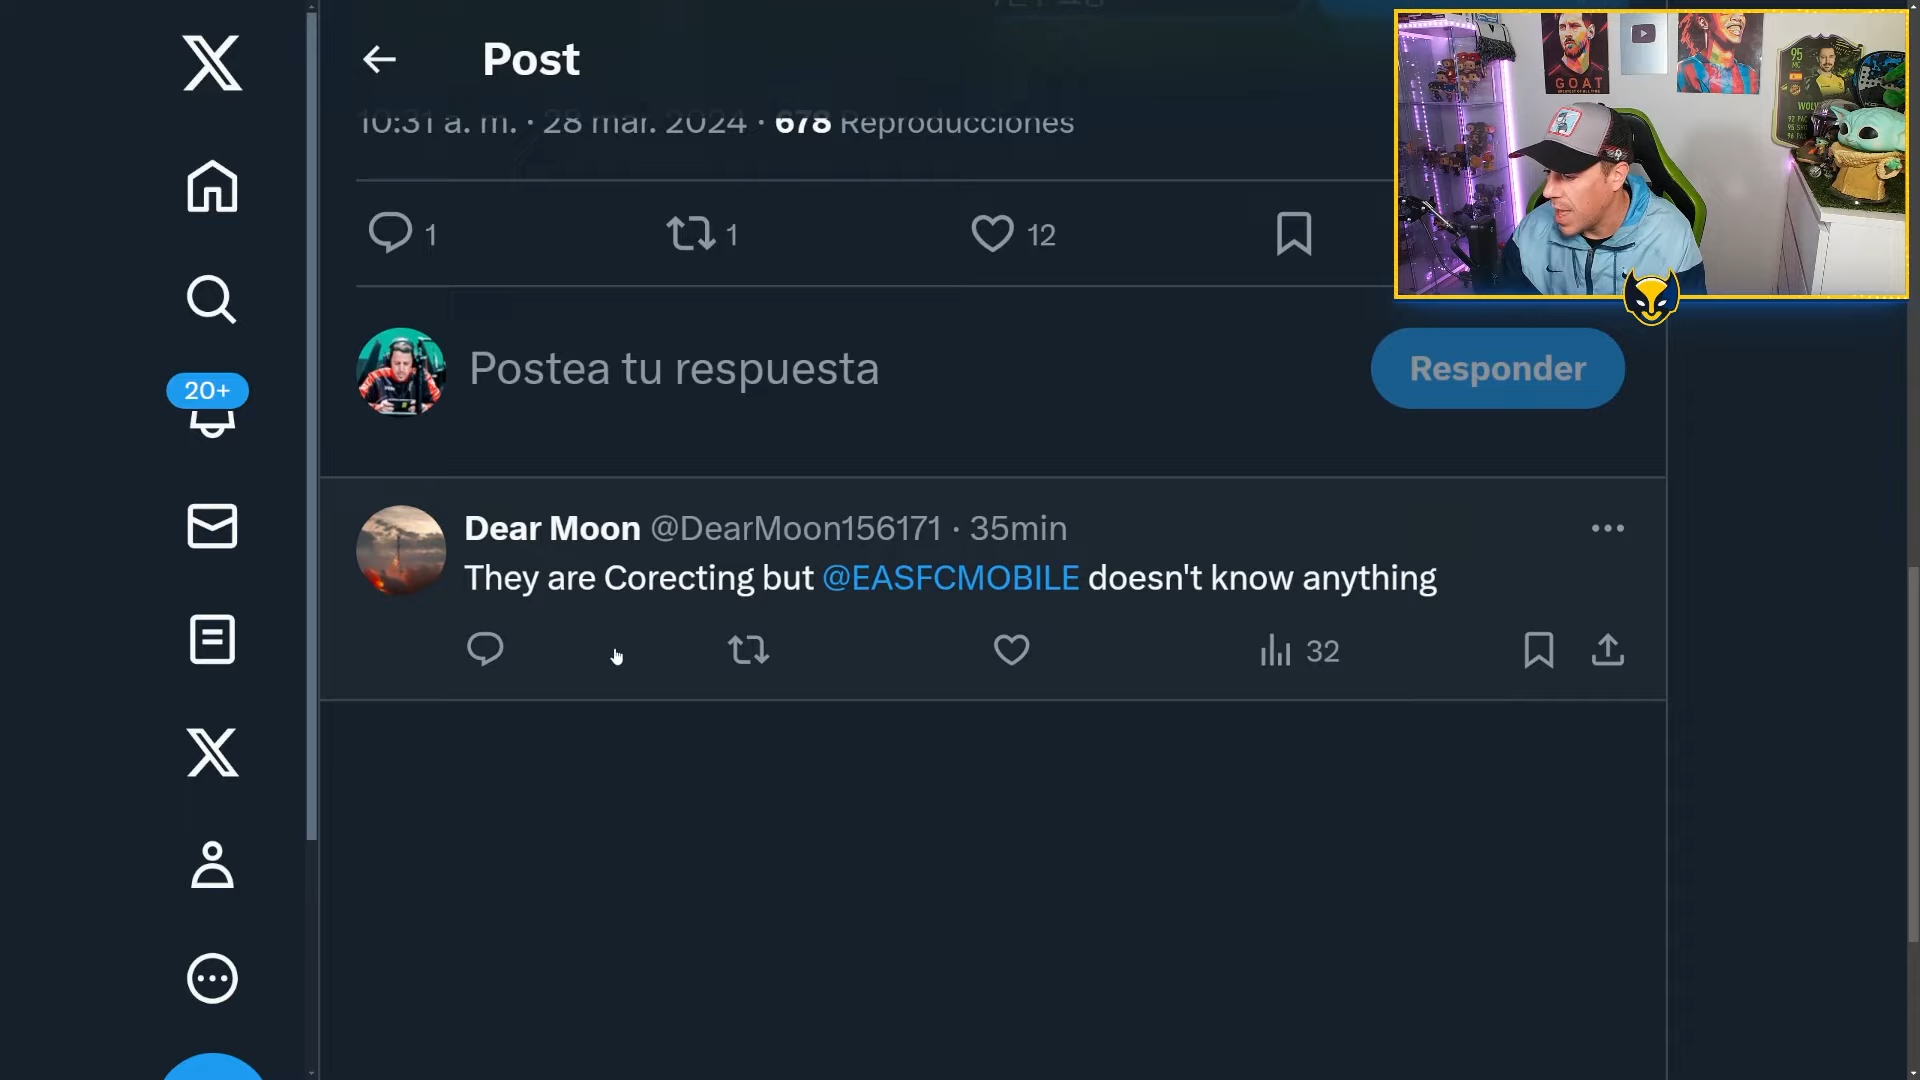 Post
10:31 a. m. · 28 mar. 2024 · 678 Reproducciones
1
1
12
Postea tu respuesta
Responder
20+
Dear Moon @DearMoon156171 · 35min
They are Corecting but @EASFCMOBILE doesn't know anything
32
GOAT
95
MC